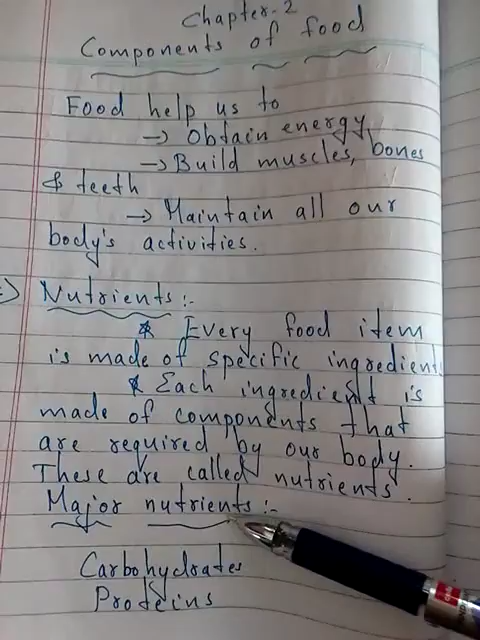 Chapter-2
Components of food
Food help us to
→ Obtain energy
→ Build muscles, bones
& teeth
→ Maintain all our
body's activities.
⇒ Nutrients :-
* Every food item
is made of specific ingredients
* Each ingredient is
made of components that
are required by our body.
These are called nutrients.
Major nutrients :-
Carbohydrates
Proteins